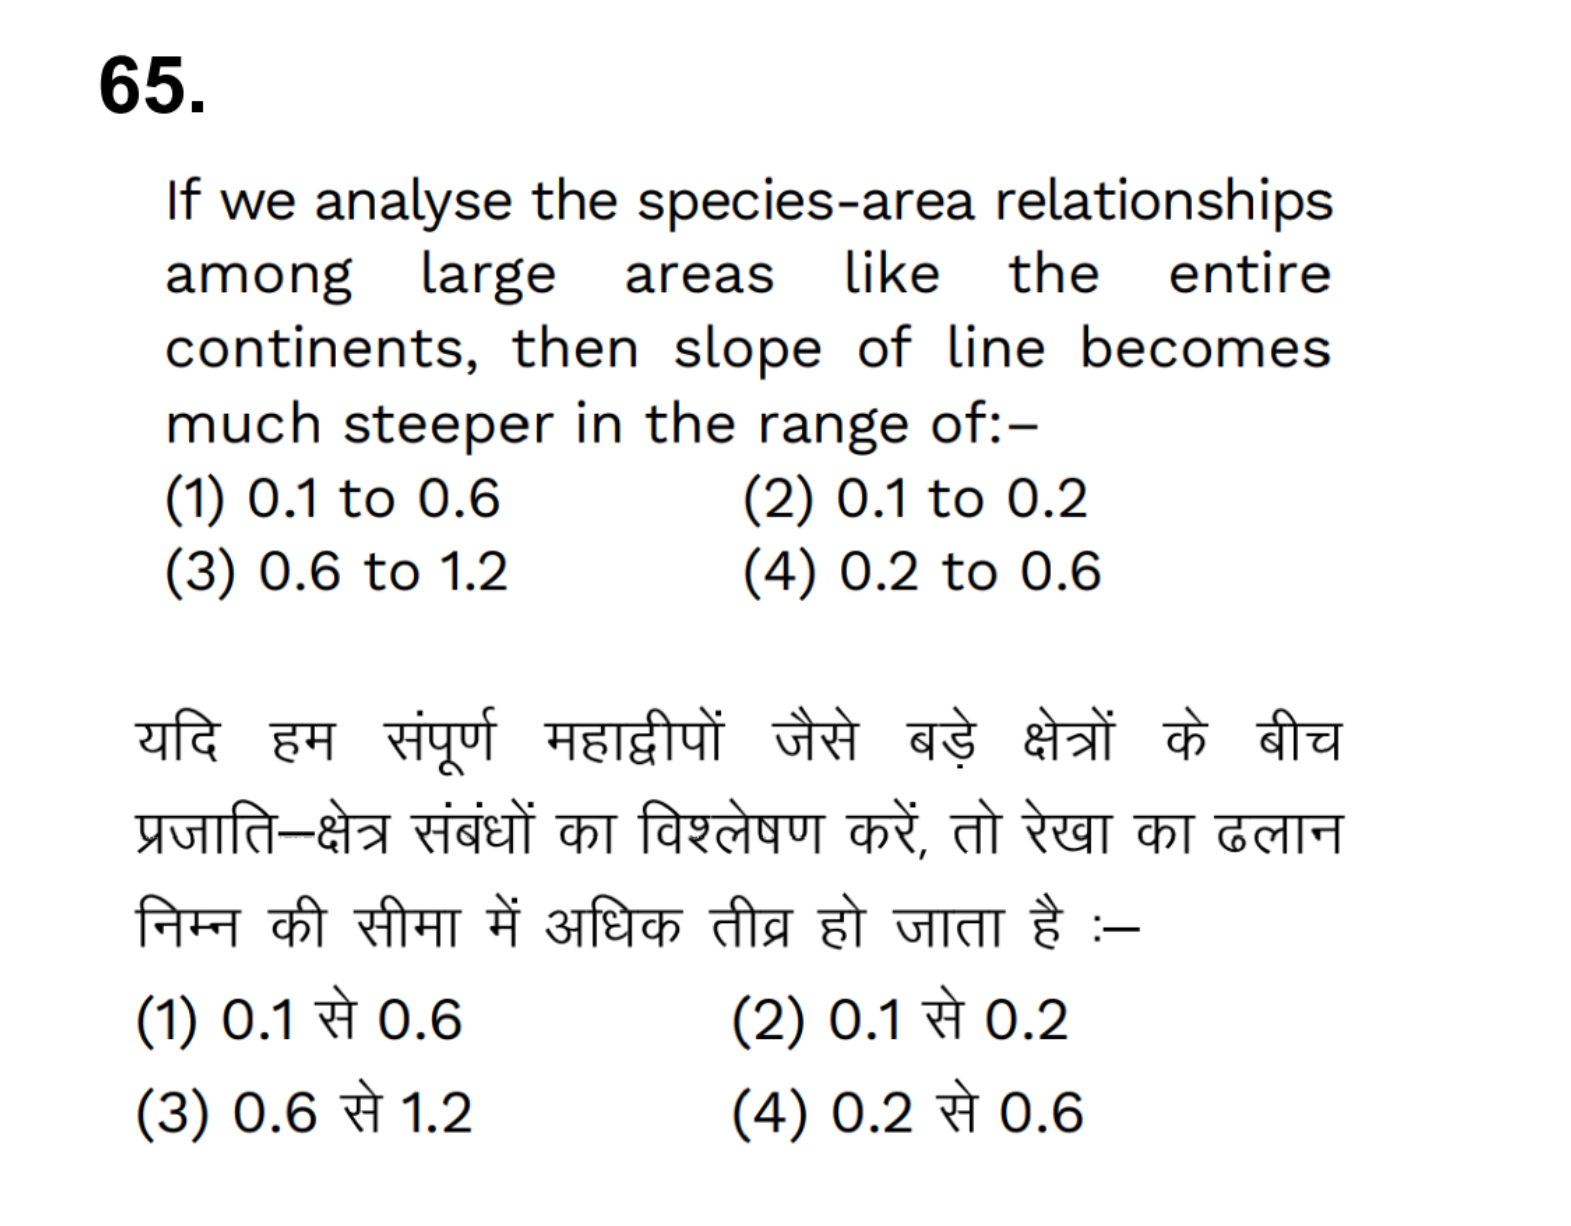 65.
If we analyse the species-area relationships
among large areas like the entire
continents, then slope of line becomes
much steeper in the range of:–
(1) 0.1 to 0.6 (2) 0.1 to 0.2
(3) 0.6 to 1.2 (4) 0.2 to 0.6
यदि हम संपूर्ण महाद्वीपों जैसे बड़े क्षेत्रों के बीच
प्रजाति–क्षेत्र संबंधों का विश्लेषण करें, तो रेखा का ढलान
निम्न की सीमा में अधिक तीव्र हो जाता है :–
(1) 0.1 से 0.6 (2) 0.1 से 0.2
(3) 0.6 से 1.2 (4) 0.2 से 0.6